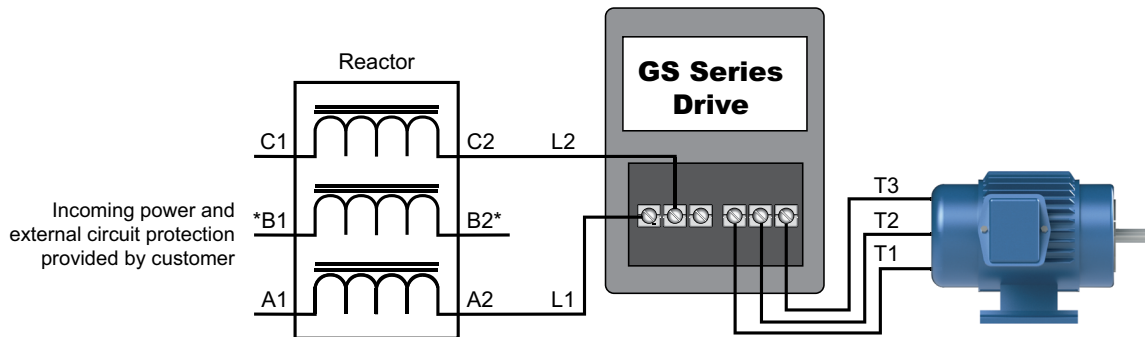 Reactor
GS Series
Drive
C1
C2
L2
Incoming power and
external circuit protection
provided by customer
*B1
B2*
A1
A2
L1
T3
T2
T1